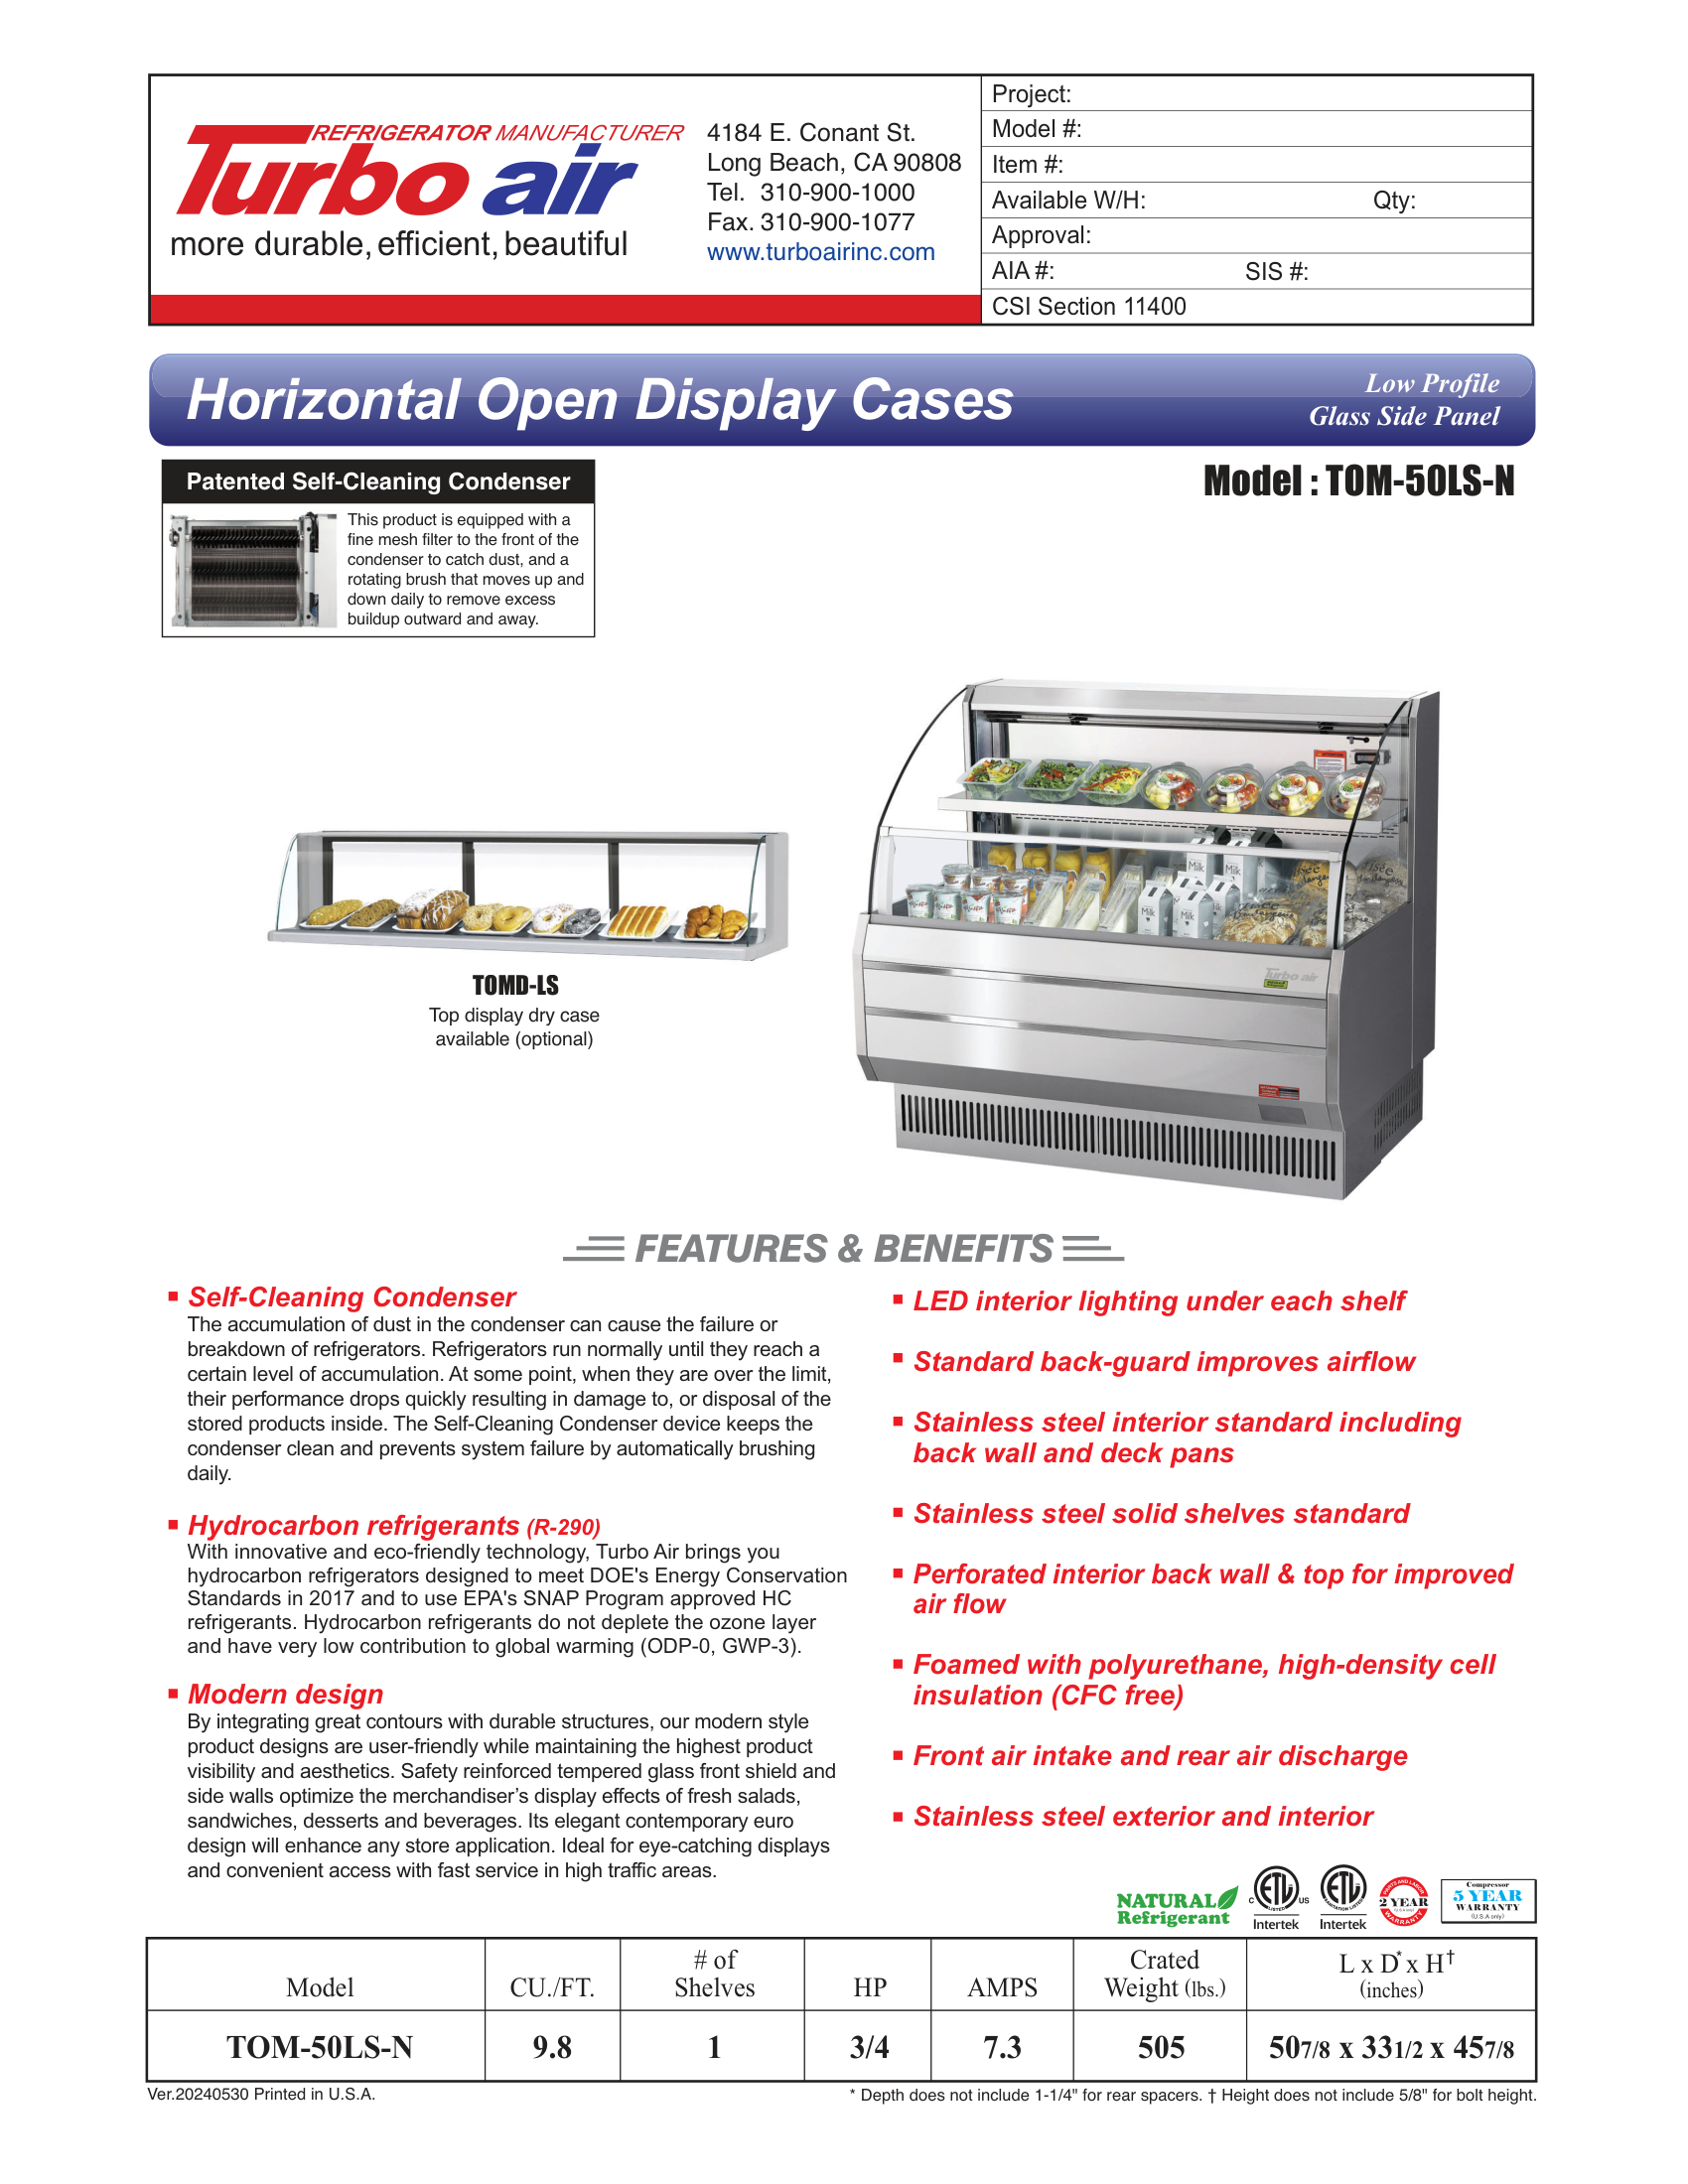 REFRIGERATOR MANUFACTURER
Turbo air
more durable, efficient, beautiful
4184 E. Conant St.
Long Beach, CA 90808
Tel. 310-900-1000
Fax. 310-900-1077
www.turboairinc.com
Project:
Model #:
Item #:
Available W/H: Qty:
Approval:
AIA #: SIS #:
CSI Section 11400
Horizontal Open Display Cases
Low Profile
Glass Side Panel
Patented Self-Cleaning Condenser
This product is equipped with a
fine mesh filter to the front of the
condenser to catch dust, and a
rotating brush that moves up and
down daily to remove excess
buildup outward and away.
Model : TOM-50LS-N
Milk
Milk
Milk
Milk
Turbo air
TOMD-LS
Top display dry case
available (optional)
FEATURES & BENEFITS
▪ Self-Cleaning Condenser
The accumulation of dust in the condenser can cause the failure or
breakdown of refrigerators. Refrigerators run normally until they reach a
certain level of accumulation. At some point, when they are over the limit,
their performance drops quickly resulting in damage to, or disposal of the
stored products inside. The Self-Cleaning Condenser device keeps the
condenser clean and prevents system failure by automatically brushing
daily.
▪ Hydrocarbon refrigerants (R-290)
With innovative and eco-friendly technology, Turbo Air brings you
hydrocarbon refrigerators designed to meet DOE's Energy Conservation
Standards in 2017 and to use EPA's SNAP Program approved HC
refrigerants. Hydrocarbon refrigerants do not deplete the ozone layer
and have very low contribution to global warming (ODP-0, GWP-3).
▪ Modern design
By integrating great contours with durable structures, our modern style
product designs are user-friendly while maintaining the highest product
visibility and aesthetics. Safety reinforced tempered glass front shield and
side walls optimize the merchandiser's display effects of fresh salads,
sandwiches, desserts and beverages. Its elegant contemporary euro
design will enhance any store application. Ideal for eye-catching displays
and convenient access with fast service in high traffic areas.
▪ LED interior lighting under each shelf
▪ Standard back-guard improves airflow
▪ Stainless steel interior standard including
back wall and deck pans
▪ Stainless steel solid shelves standard
▪ Perforated interior back wall & top for improved
air flow
▪ Foamed with polyurethane, high-density cell
insulation (CFC free)
▪ Front air intake and rear air discharge
▪ Stainless steel exterior and interior
NATURAL
Refrigerant
C ETL US
LISTED
Intertek
ETL
SANITATION LISTED
Intertek
PARTS AND LABOR
2 YEAR
(U.S.A only)
WARRANTY
Compressor
5 YEAR
WARRANTY
(U.S.A only)
Model CU./FT. # of Shelves HP AMPS Crated Weight (lbs.) L x D* x H† (inches)
TOM-50LS-N 9.8 1 3/4 7.3 505 507/8 x 331/2 x 457/8
Ver.20240530 Printed in U.S.A.
* Depth does not include 1-1/4" for rear spacers. † Height does not include 5/8" for bolt height.